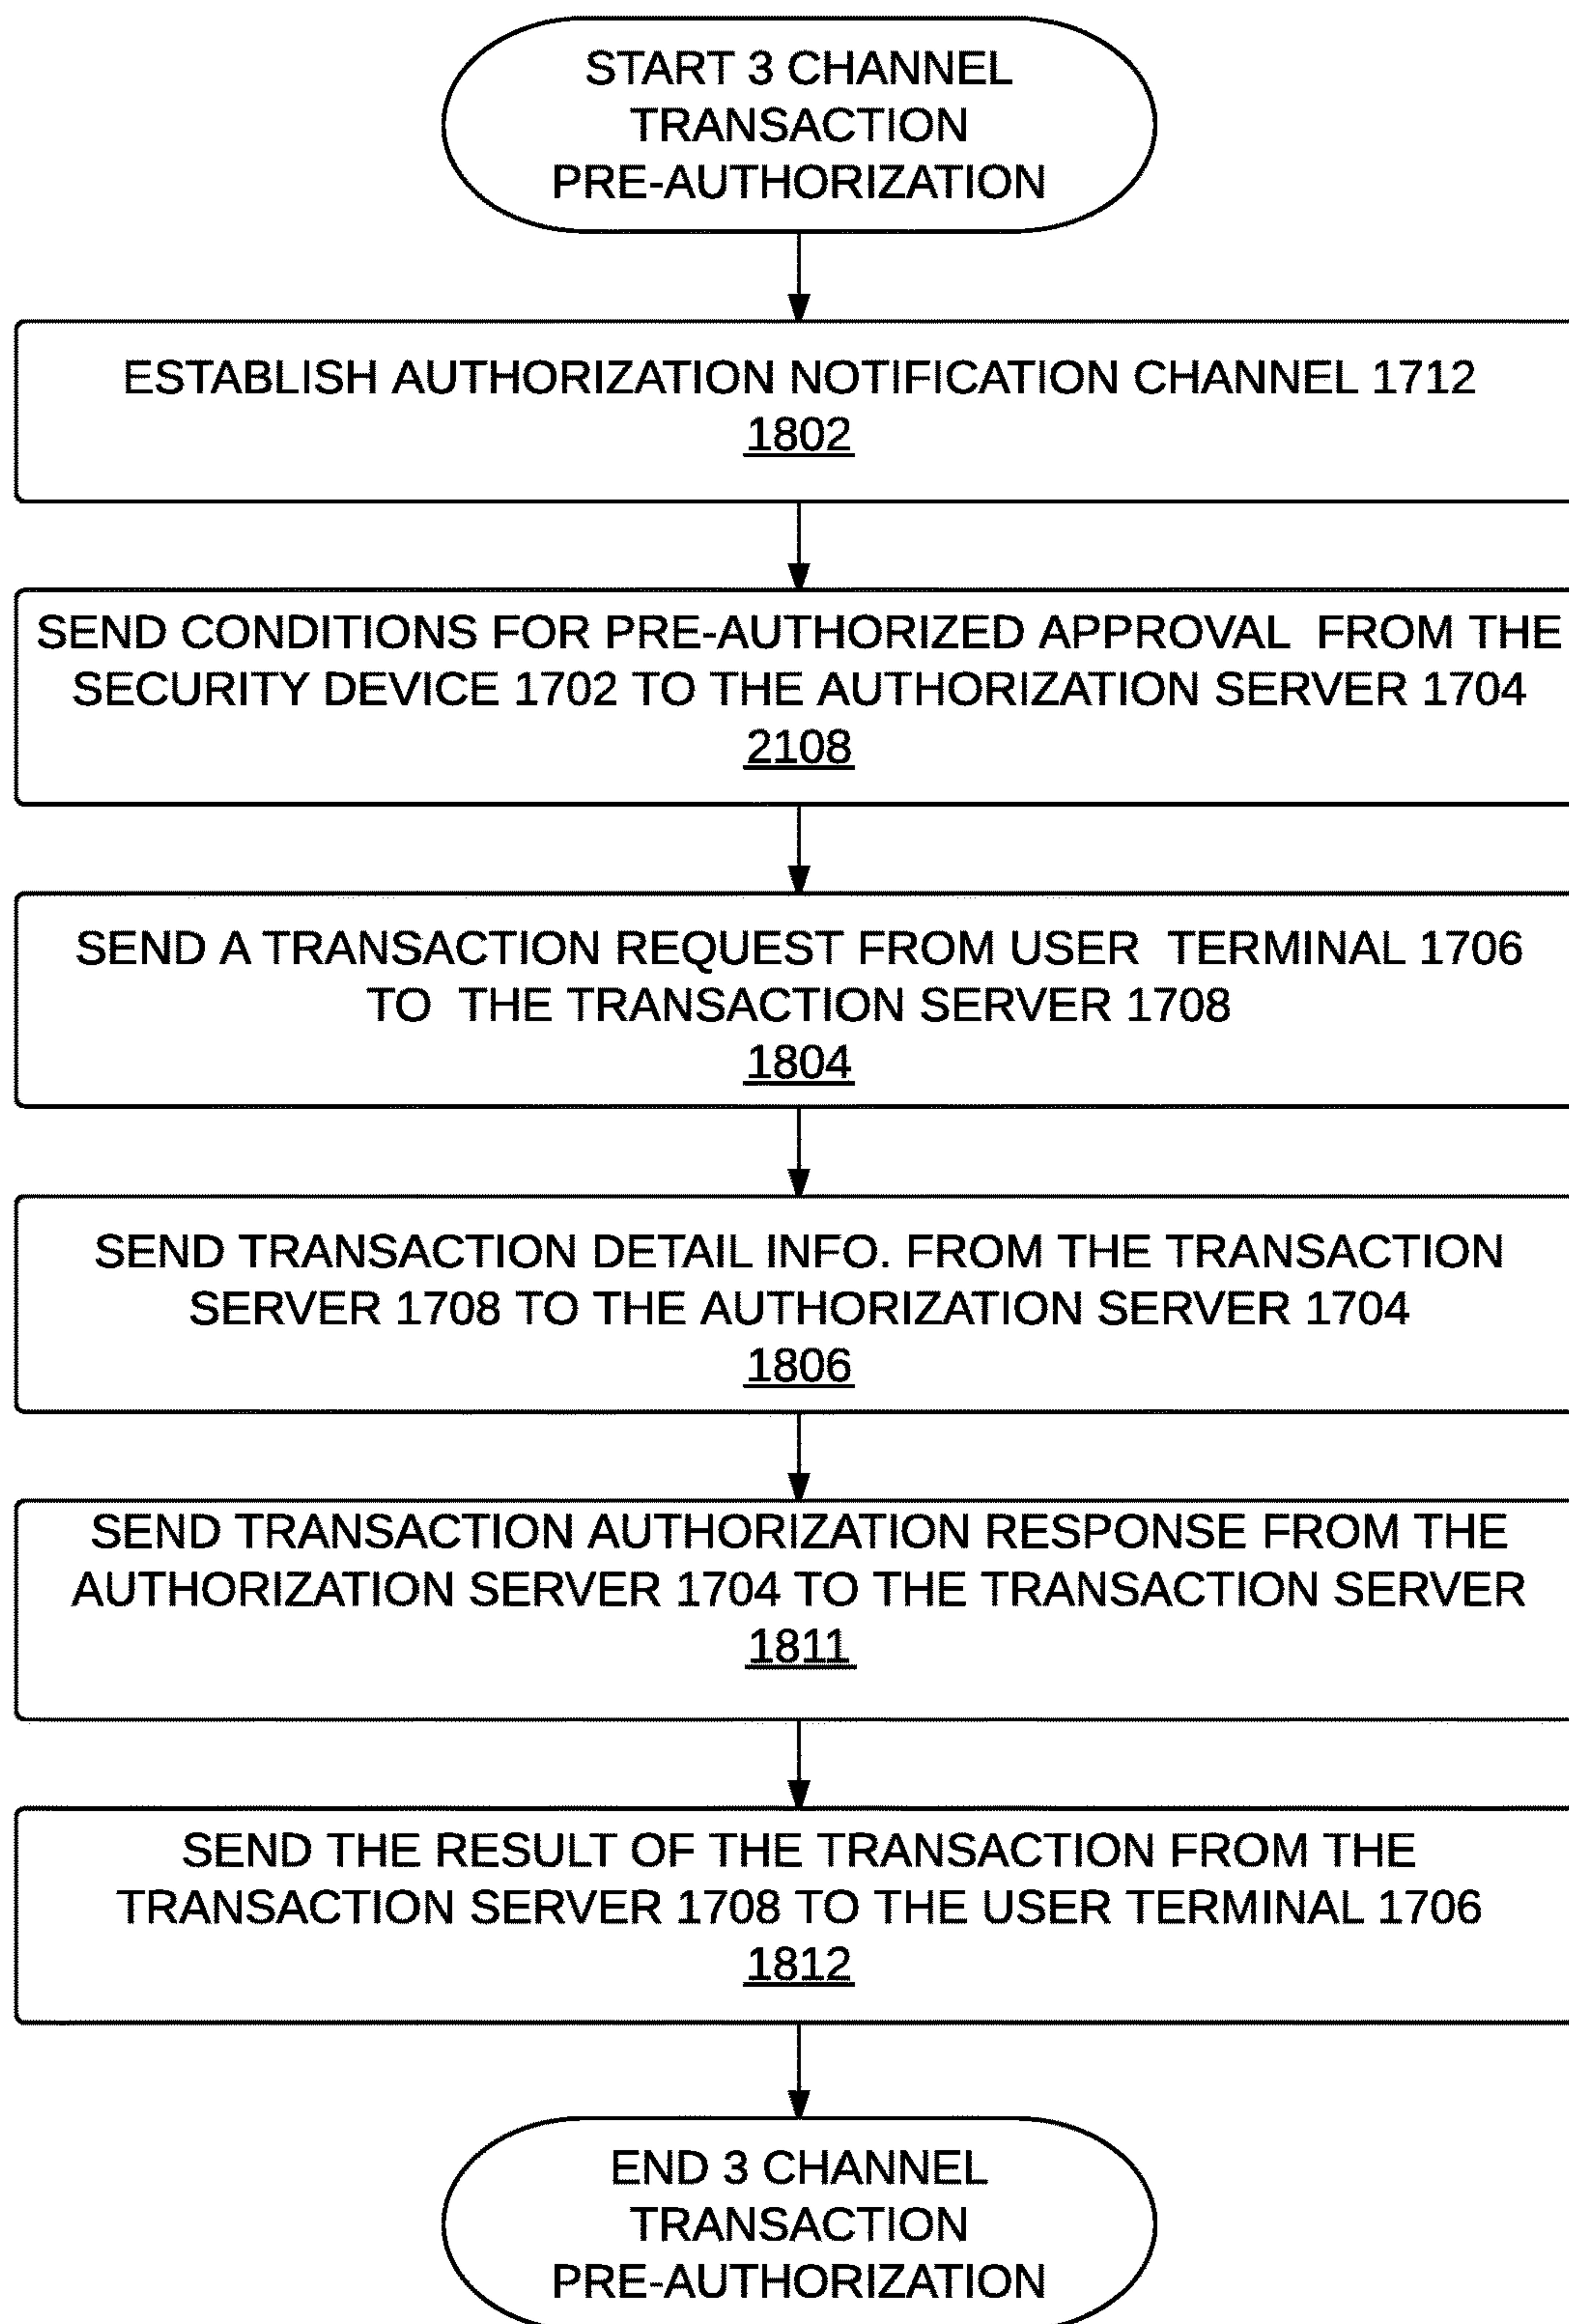 START 3 CHANNEL
TRANSACTION
PRE-AUTHORIZATION
ESTABLISH AUTHORIZATION NOTIFICATION CHANNEL 1712
1802
SEND CONDITIONS FOR PRE-AUTHORIZED APPROVAL FROM THE
SECURITY DEVICE 1702 TO THE AUTHORIZATION SERVER 1704
2108
SEND A TRANSACTION REQUEST FROM USER TERMINAL 1706
TO THE TRANSACTION SERVER 1708
1804
SEND TRANSACTION DETAIL INFO. FROM THE TRANSACTION
SERVER 1708 TO THE AUTHORIZATION SERVER 1704
1806
SEND TRANSACTION AUTHORIZATION RESPONSE FROM THE
AUTHORIZATION SERVER 1704 TO THE TRANSACTION SERVER
1811
SEND THE RESULT OF THE TRANSACTION FROM THE
TRANSACTION SERVER 1708 TO THE USER TERMINAL 1706
1812
END 3 CHANNEL
TRANSACTION
PRE-AUTHORIZATION